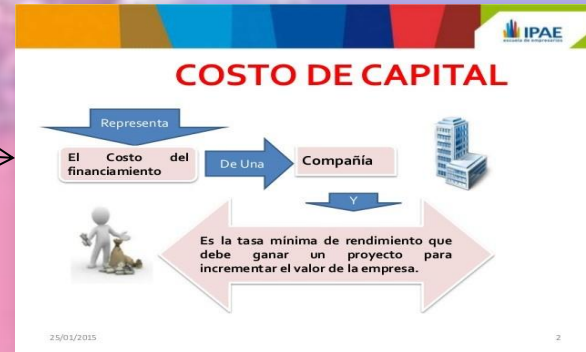 IPAE
escuela de empresarios
COSTO DE CAPITAL
Representa
El Costo del
financiamiento
De Una
Compañía
Y
Es la tasa mínima de rendimiento que
debe ganar un proyecto para
incrementar el valor de la empresa.
25/01/2015
2